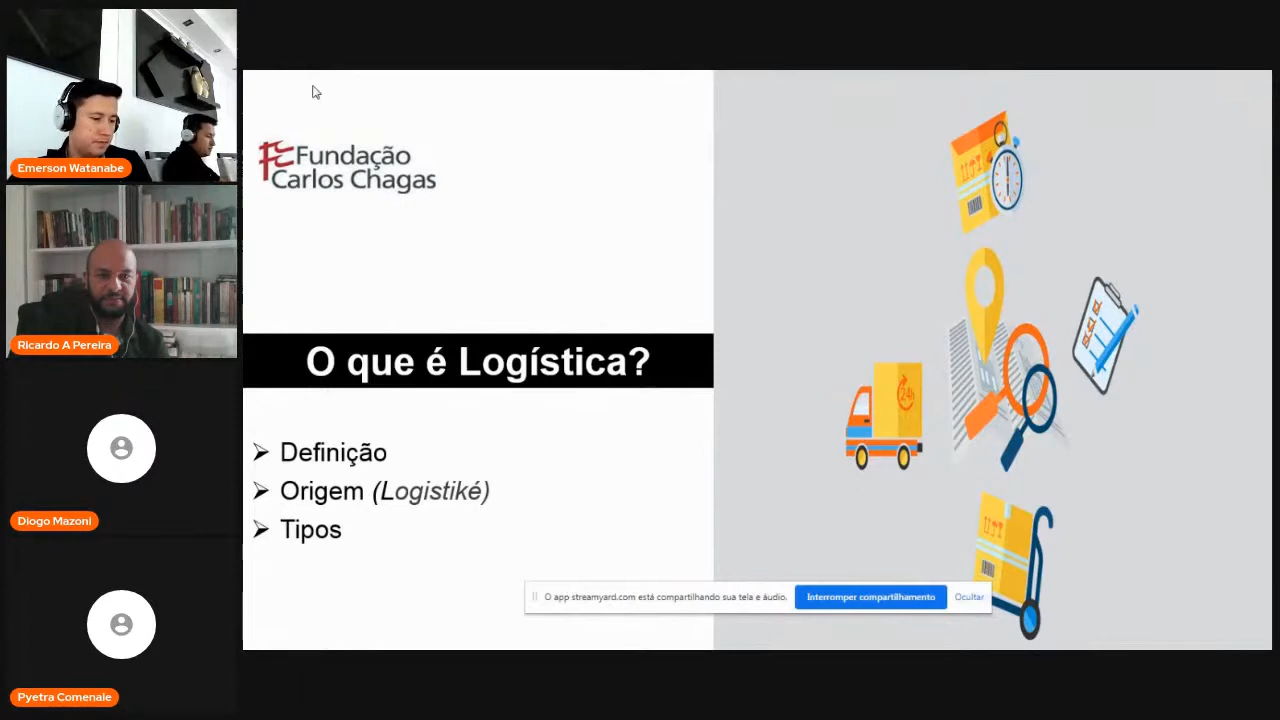 Emerson Watanabe
Ricardo A Pereira
Diogo Mazoni
Pyetra Comenale
Fundação
Carlos Chagas
O que é Logística?
Definição
Origem (Logistiké)
Tipos
24h
O app streamyard.com está compartilhando sua tela e áudio.
Interromper compartilhamento
Ocultar